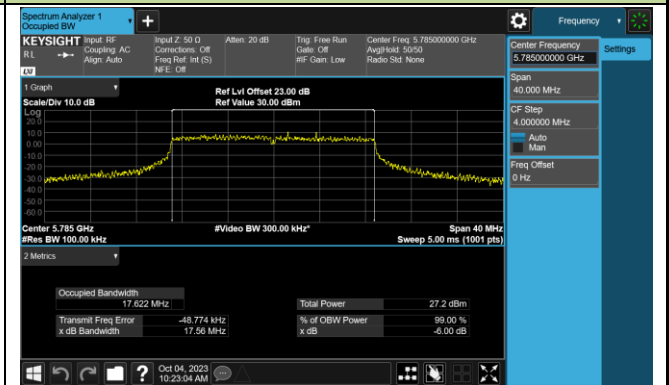 Spectrum Analyzer 1
Occupied BW
Frequency
KEYSIGHT
Input: RF
Input Z: 50 Ω
Atten: 20 dB
Trig: Free Run
Center Freq: 5.785000000 GHz
RL
Coupling: AC
Corrections: Off
Gate: Off
Avg|Hold: 50/50
Align: Auto
Freq Ref: Int (S)
#IF Gain: Low
Radio Std: None
NFE: Off
LXI
Center Frequency
5.785000000 GHz
Settings
Span
40.000 MHz
CF Step
4.000000 MHz
Auto
Man
Freq Offset
0 Hz
1 Graph
Ref Lvl Offset 23.00 dB
Scale/Div 10.0 dB
Ref Value 30.00 dBm
Log
20.0
10.0
0.00
-10.0
-20.0
-30.0
-40.0
-50.0
-60.0
Center 5.785 GHz
#Video BW 300.00 kHz*
Span 40 MHz
#Res BW 100.00 kHz
Sweep 5.00 ms (1001 pts)
2 Metrics
Occupied Bandwidth
17.622 MHz
Total Power
27.2 dBm
Transmit Freq Error
-48.774 kHz
% of OBW Power
99.00 %
x dB Bandwidth
17.56 MHz
x dB
-6.00 dB
Oct 04, 2023
10:23:04 AM